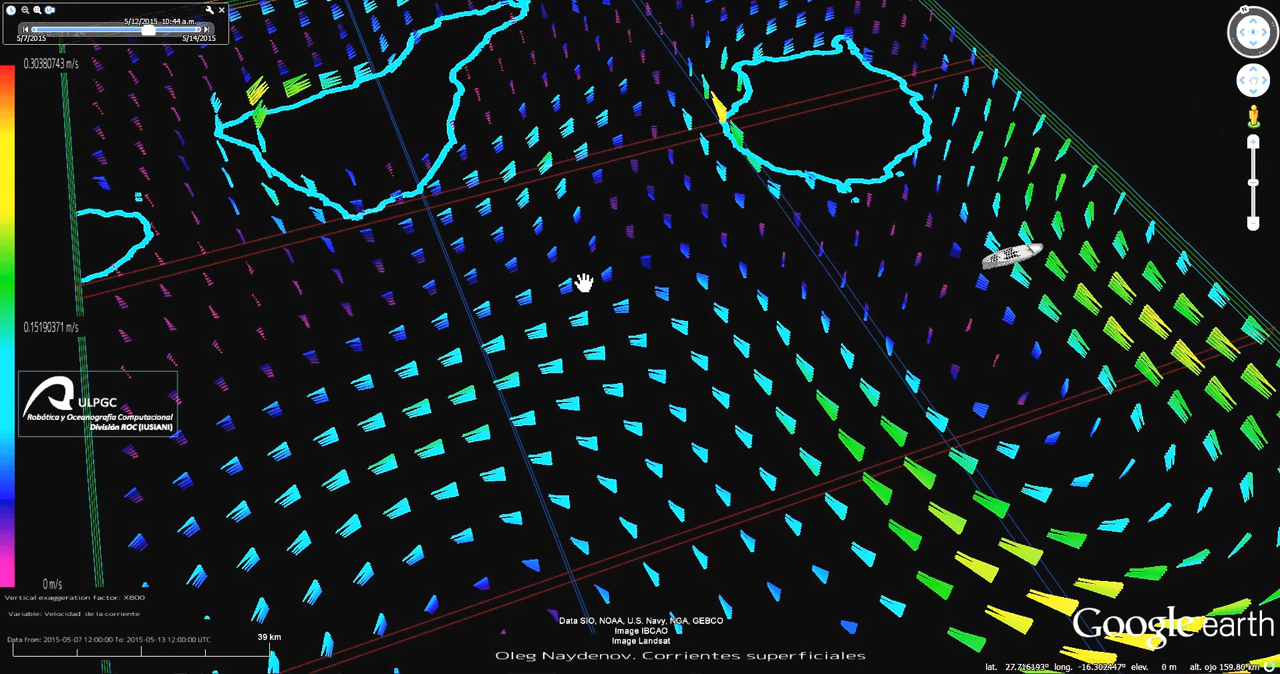 5/12/2015 10:44 a.m.
5/7/2015
5/14/2015
N
0.30380743 m/s
0.15190371 m/s
ULPGC
Robótica y Oceanografía Computacional
División ROC (IUSIANI)
0 m/s
Vertical exaggeration factor: X800
Variable: Velocidad de la corriente
Data from: 2015-05-07 12:00:00 To: 2015-05-13 12:00:00 UTC
39 km
Data SIO, NOAA, U.S. Navy, NGA, GEBCO
Image IBCAO
Image Landsat
Oleg Naydenov. Corrientes superficiales
Google earth
lat. 27.716193° lon. -16.302447° elev. 0 m alt. ojo 159.80 km